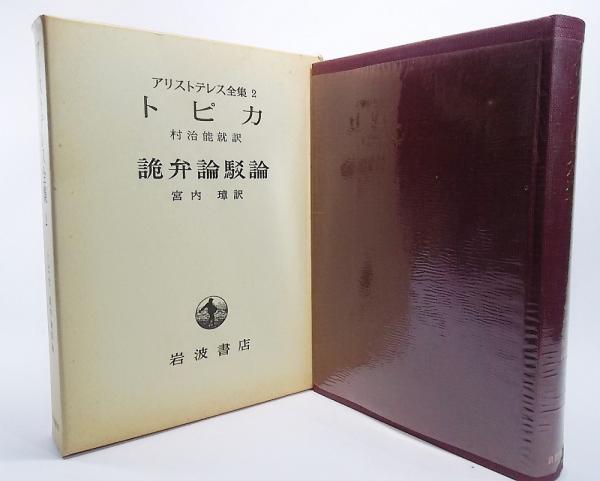 アリストテレス全集 2
トピカ
村治能就訳
詭弁論駁論
宮内 璋訳
岩波書店